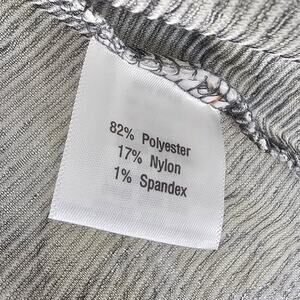 82% Polyester
17% Nylon
1% Spandex